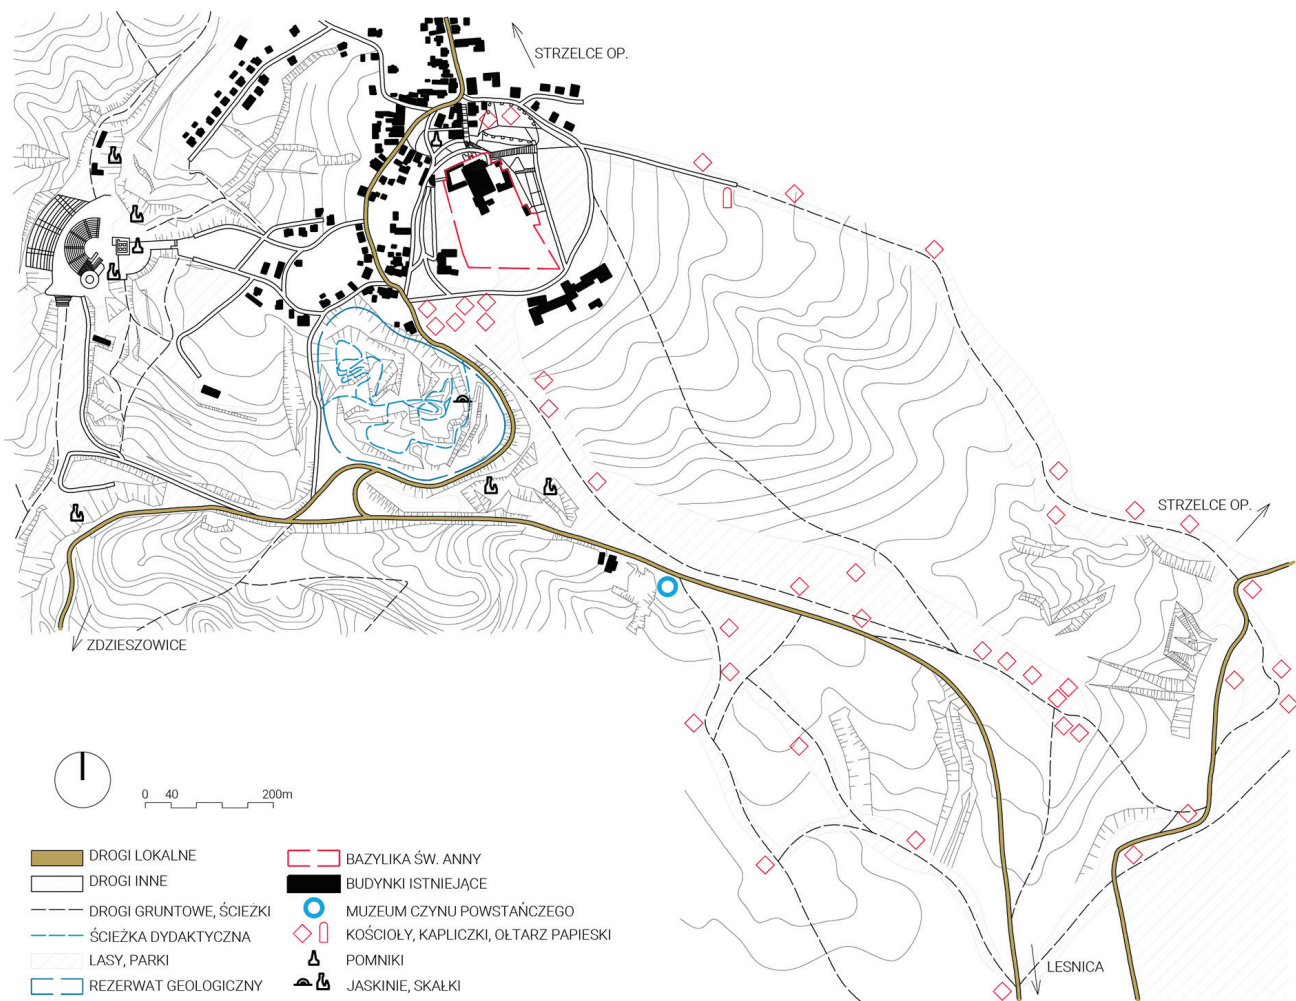 STRZELCE OP.
STRZELCE OP.
ZDZIESZOWICE
LESNICA
0 40 200m
DROGI LOKALNE
DROGI INNE
DROGI GRUNTOWE, ŚCIEŻKI
ŚCIEŻKA DYDAKTYCZNA
LASY, PARKI
REZERWAT GEOLOGICZNY
BAZYLIKA ŚW. ANNY
BUDYNKI ISTNIEJĄCE
MUZEUM CZYNU POWSTAŃCZEGO
KOŚCIOŁY, KAPLICZKI, OŁTARZ PAPIESKI
POMNIKI
JASKINIE, SKAŁKI